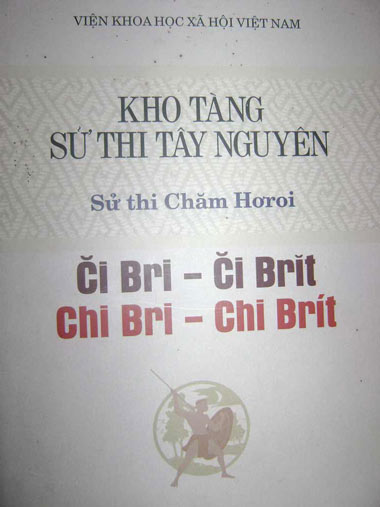 VIỆN KHOA HỌC XÃ HỘI VIỆT NAM
KHO TÀNG
SỬ THI TÂY NGUYÊN
Sử thi Chăm Hơroi
Či Bri – Či Brĭt
Chi Bri – Chi Brít